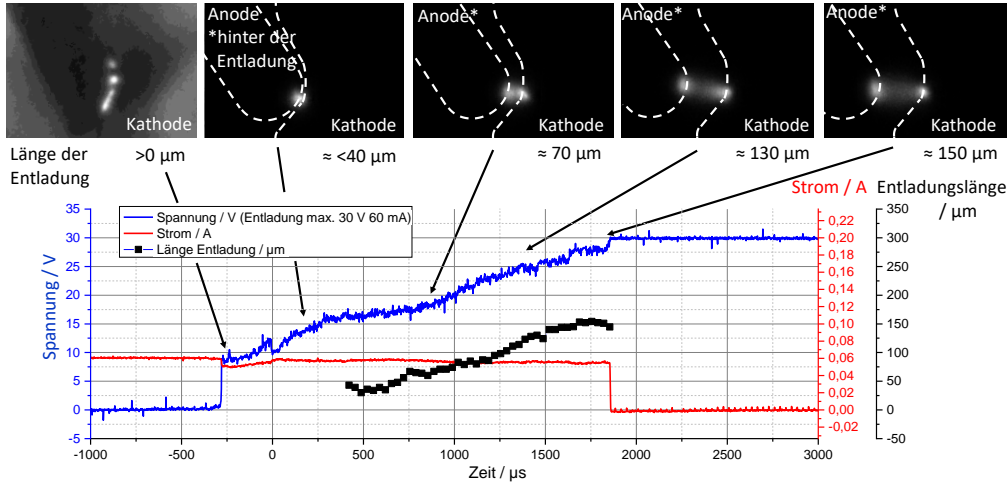 Kathode
Anode
*hinter der
Entladung
Kathode
Anode*
Kathode
Anode*
Kathode
Anode*
Kathode
Länge der
Entladung
>0 µm
≈ <40 µm
≈ 70 µm
≈ 130 µm
≈ 150 µm
Strom / A
Entladungslänge
/ µm
Spannung / V (Entladung max. 30 V 60 mA)
Strom / A
Länge Entladung / µm
Spannung / V
35
30
25
20
15
10
5
0
-5
0,22
0,20
0,18
0,16
0,14
0,12
0,10
0,08
0,06
0,04
0,02
0,00
-0,02
350
300
250
200
150
100
50
0
-50
-1000
-500
0
500
1000
1500
2000
2500
3000
Zeit / µs